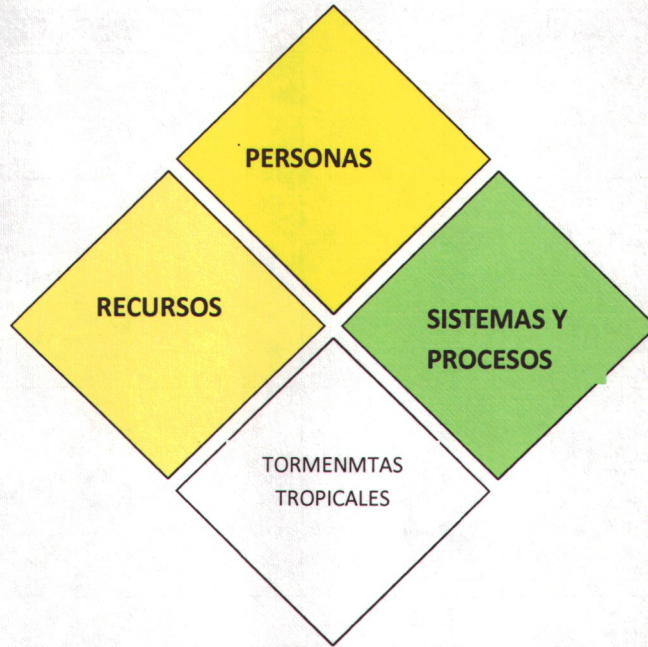 PERSONAS
RECURSOS
SISTEMAS Y
PROCESOS
TORMENMTAS
TROPICALES